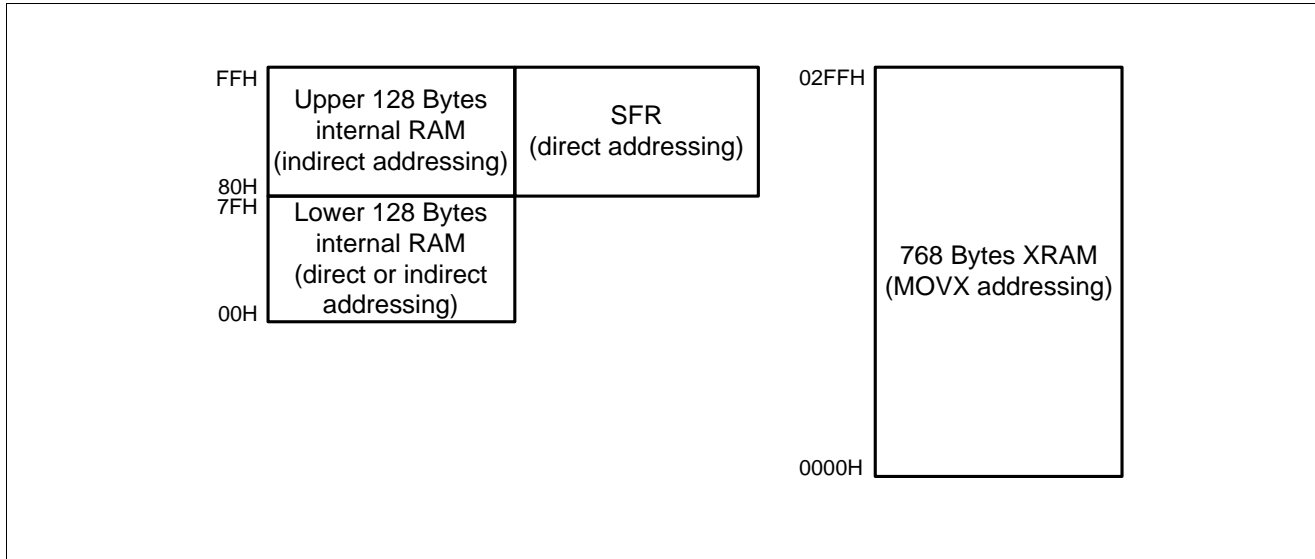 FFH
Upper 128 Bytes
internal RAM
(indirect addressing)
80H
7FH
Lower 128 Bytes
internal RAM
(direct or indirect
addressing)
00H
SFR
(direct addressing)
02FFH
768 Bytes XRAM
(MOVX addressing)
0000H